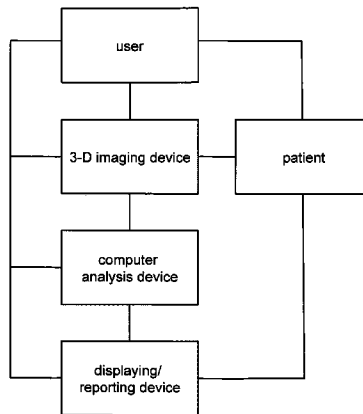 user
3-D imaging device
patient
computer
analysis device
displaying/
reporting device